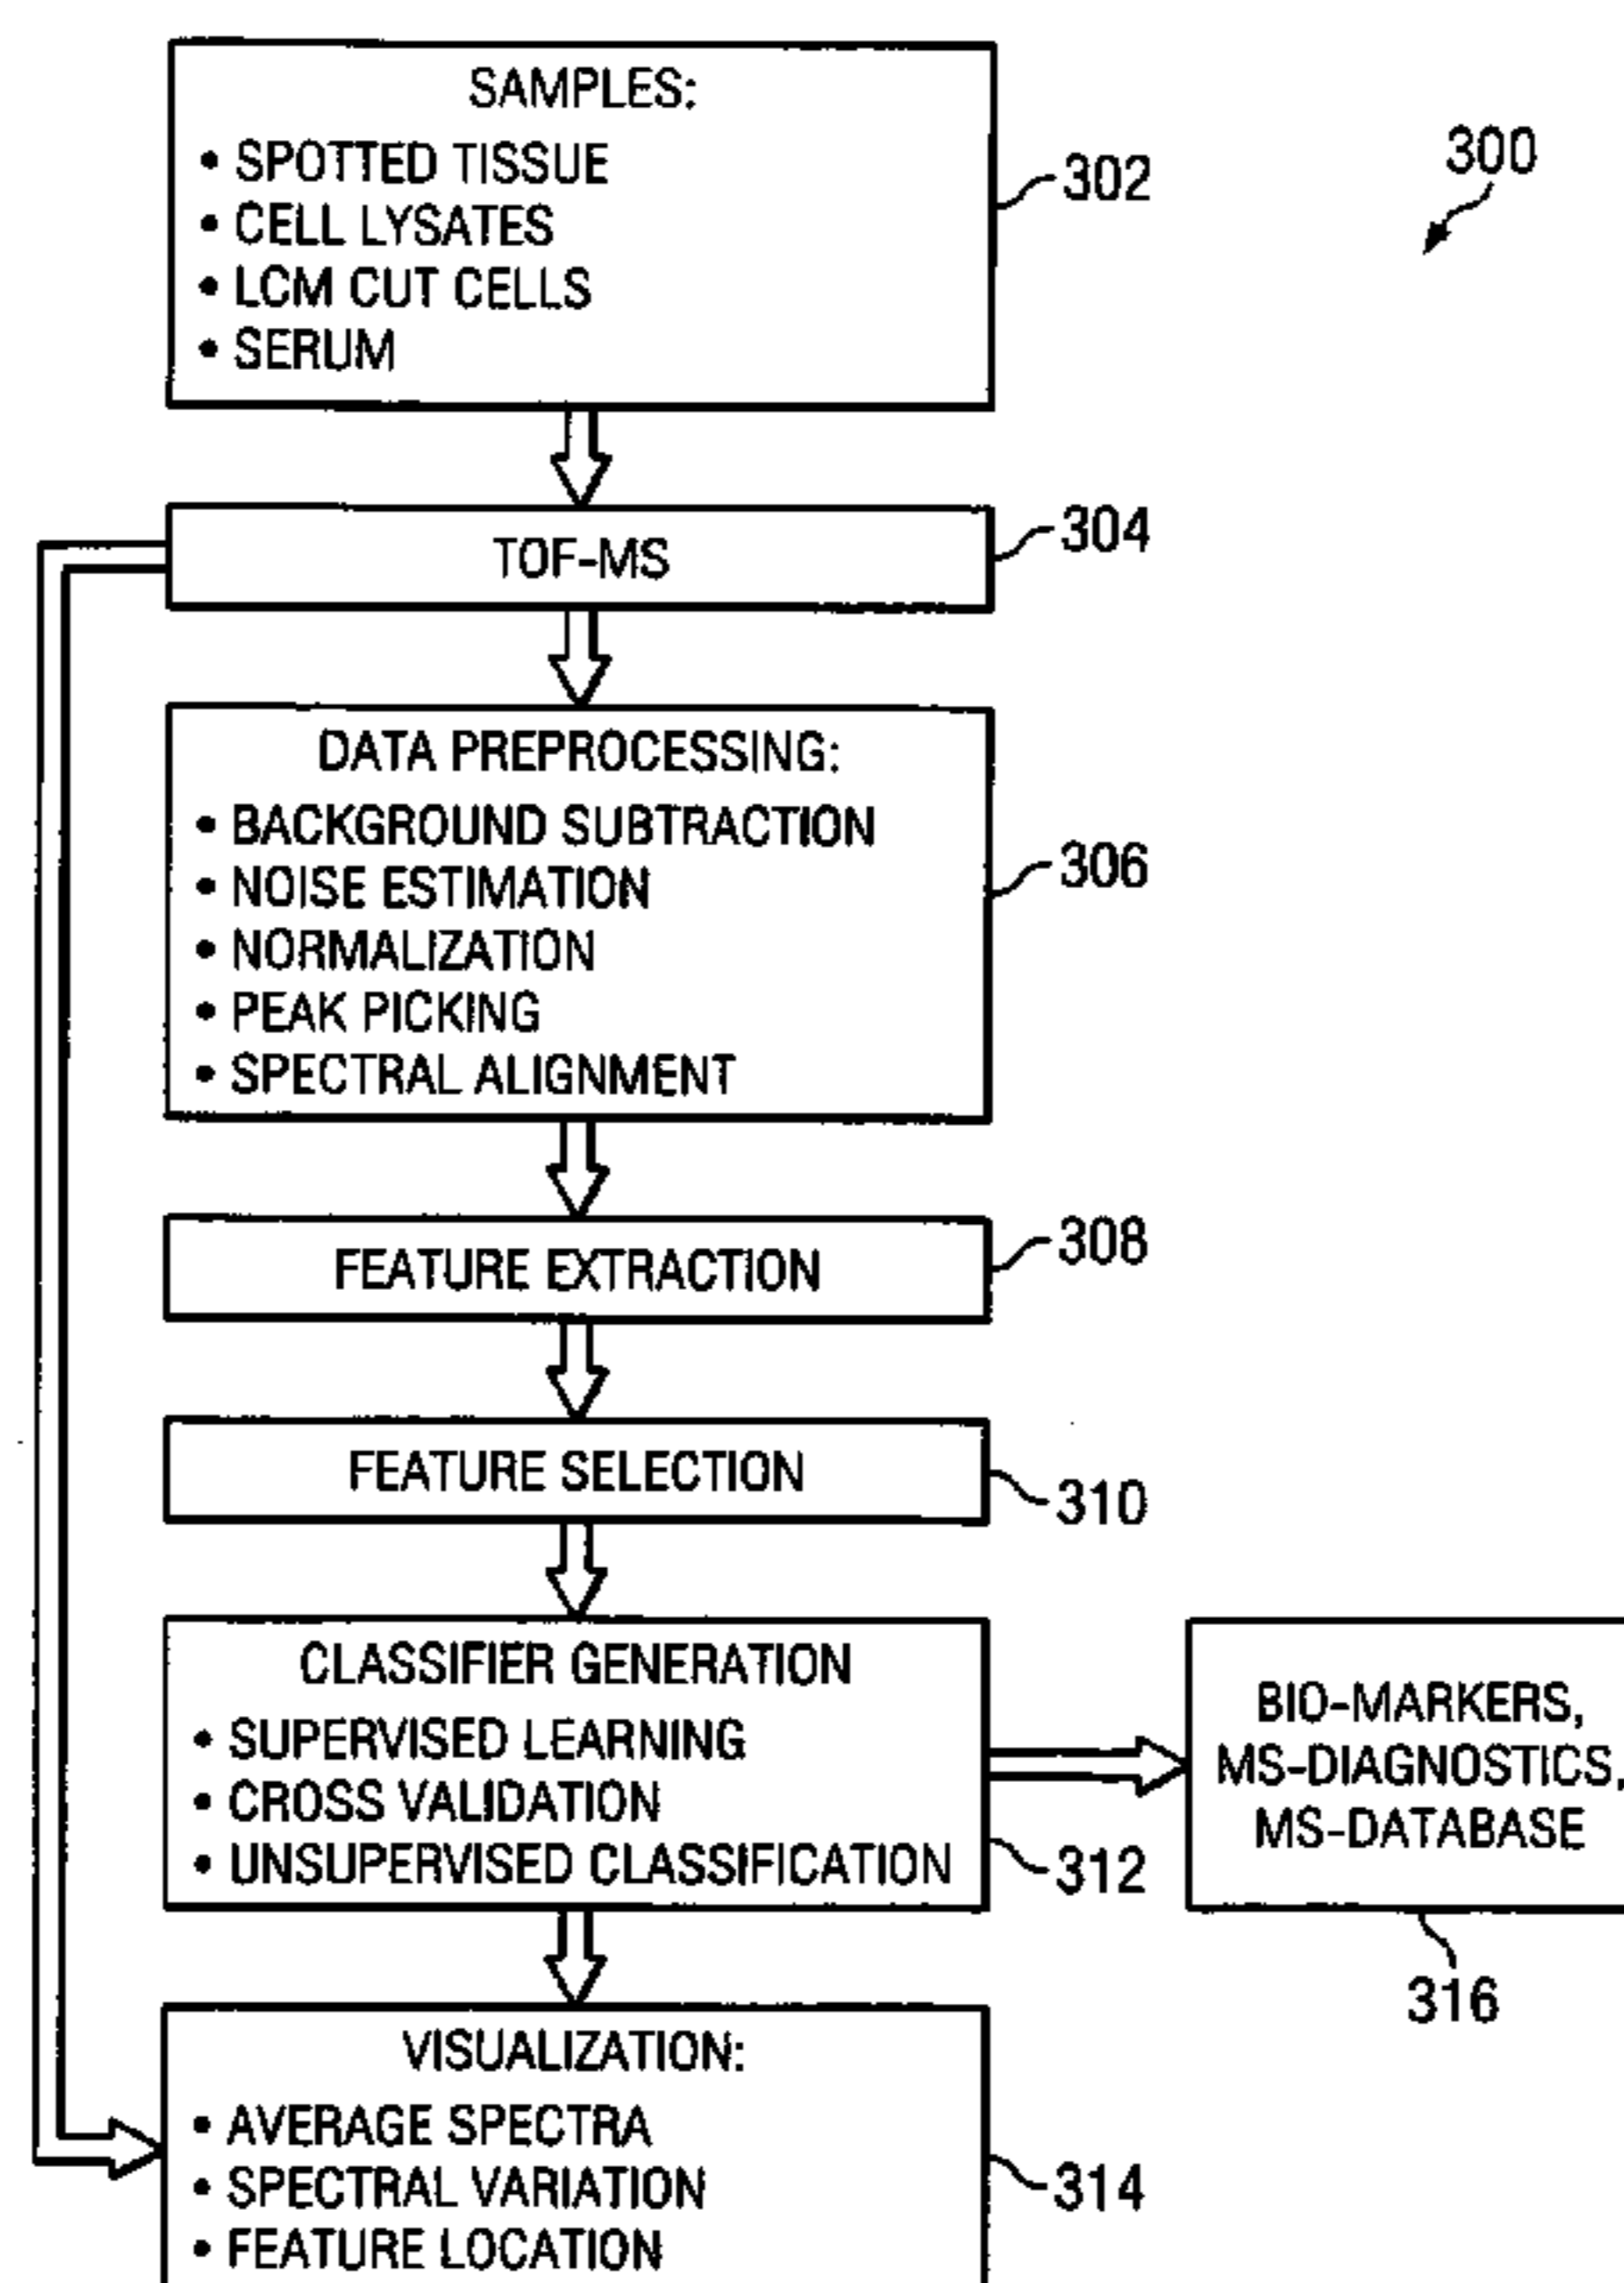 SAMPLES:
• SPOTTED TISSUE
• CELL LYSATES
• LCM CUT CELLS
• SERUM
302
300
TOF-MS
304
DATA PREPROCESSING:
• BACKGROUND SUBTRACTION
• NOISE ESTIMATION
• NORMALIZATION
• PEAK PICKING
• SPECTRAL ALIGNMENT
306
FEATURE EXTRACTION
308
FEATURE SELECTION
310
CLASSIFIER GENERATION
• SUPERVISED LEARNING
• CROSS VALIDATION
• UNSUPERVISED CLASSIFICATION
312
BIO-MARKERS,
MS-DIAGNOSTICS,
MS-DATABASE
316
VISUALIZATION:
• AVERAGE SPECTRA
• SPECTRAL VARIATION
• FEATURE LOCATION
314